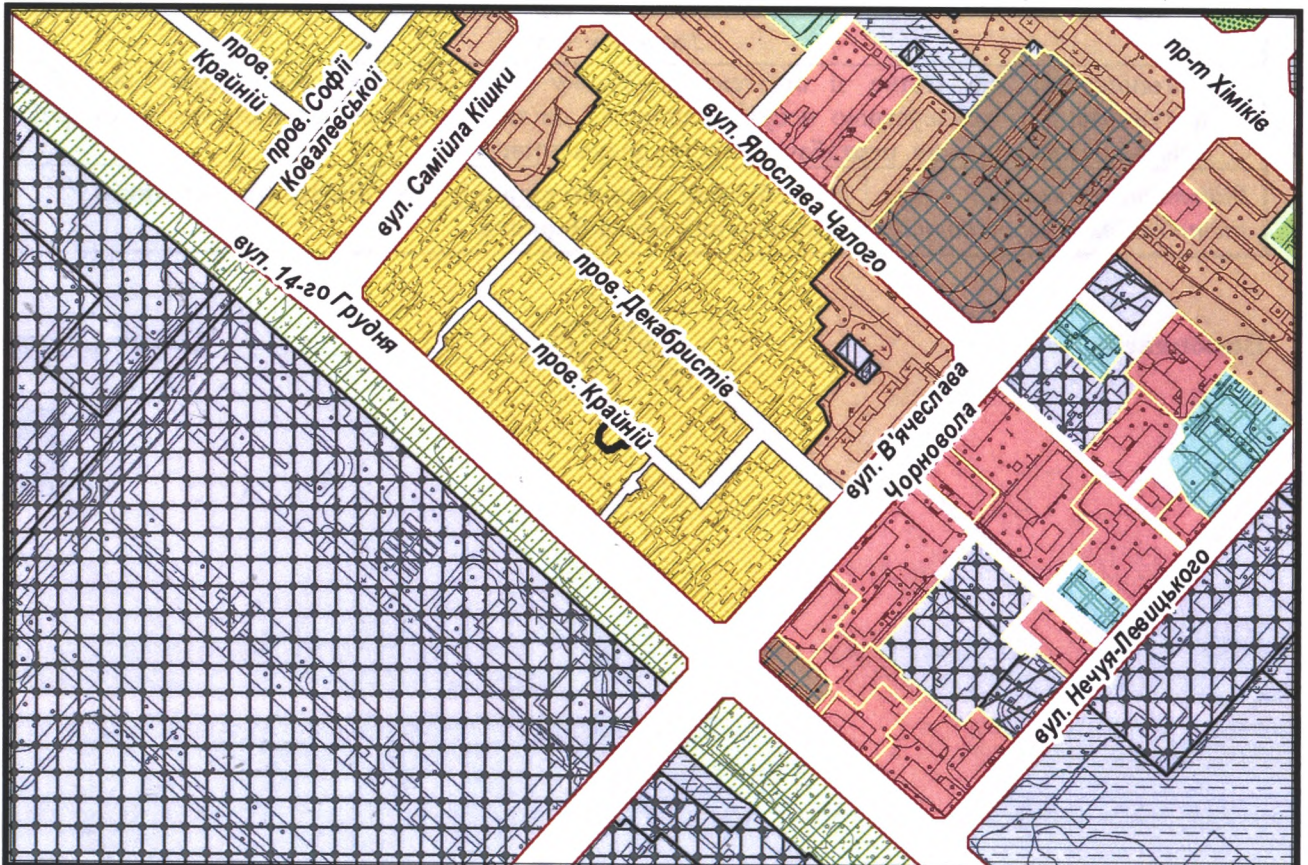 пров.
Крайній
пров. Софії
Ковалевської
вул. Самійла Кішки
вул. 14-го Грудня
вул. Ярослава Чалого
пр-т Хіміків
пров. Декабристів
пров. Крайній
вул. В'ячеслава
Чорновола
вул. Нечуя-Левицького